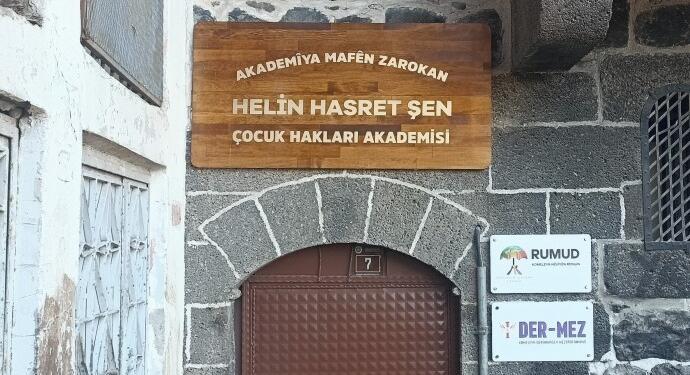 AKADEMÎYA MAFÊN ZAROKAN
HELİN HASRET ŞEN
ÇOCUK HAKLARI AKADEMİSİ
7
RUMUD
DER-MEZ